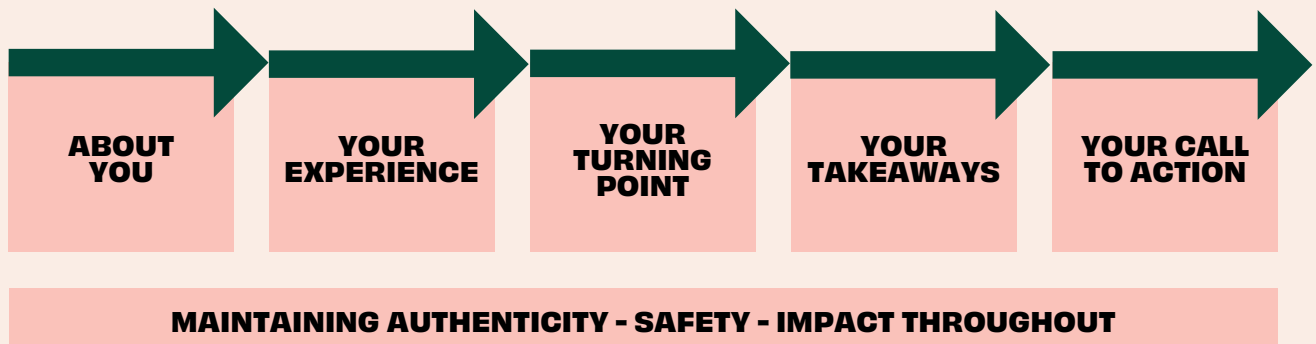 ABOUT
YOU
YOUR
EXPERIENCE
YOUR
TURNING
POINT
YOUR
TAKEAWAYS
YOUR CALL
TO ACTION
MAINTAINING AUTHENTICITY - SAFETY - IMPACT THROUGHOUT